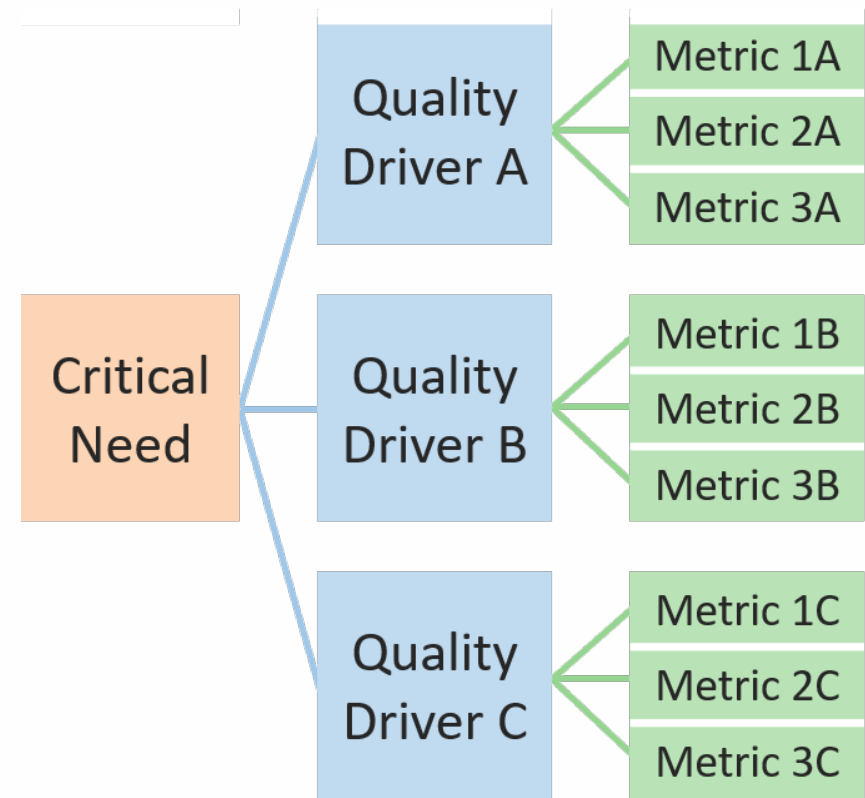 Critical
Need
Quality
Driver A
Metric 1A
Metric 2A
Metric 3A
Quality
Driver B
Metric 1B
Metric 2B
Metric 3B
Quality
Driver C
Metric 1C
Metric 2C
Metric 3C